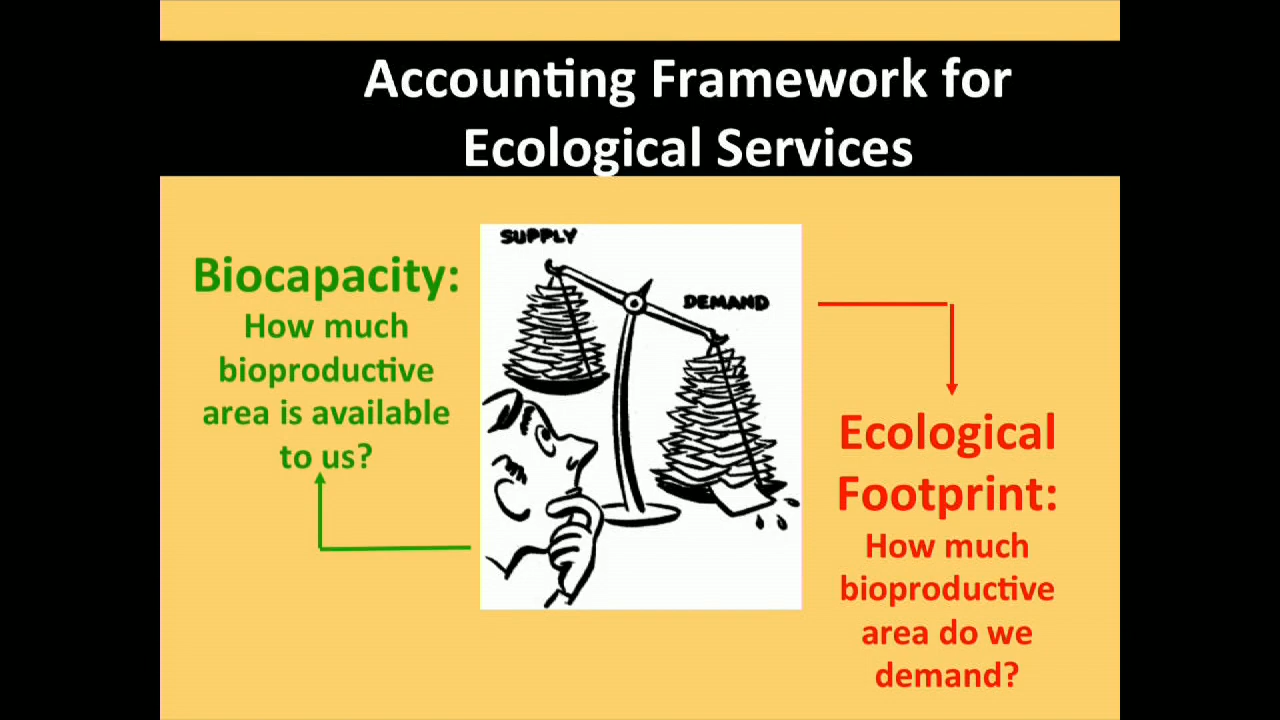 Accounting Framework for
Ecological Services
SUPPLY
DEMAND
Biocapacity:
How much
bioproductive
area is available
to us?
Ecological
Footprint:
How much
bioproductive
area do we
demand?